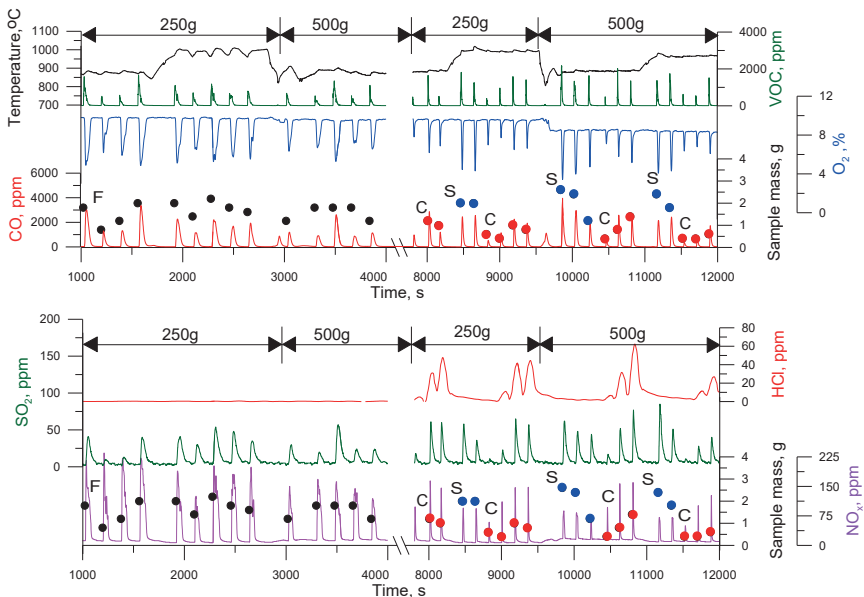 250g 500g 250g 500g
Temperature,ºC
1100
1000
900
800
700
VOC, ppm
4000
2000
0
O₂ ,%
12
8
4
0
CO, ppm
6000
4000
2000
0
Sample mass, g
4
3
2
1
0
F C S C S C S C
1000 2000 3000 4000 8000 9000 10000 11000 12000
Time, s
250g 500g 250g 500g
SO₂, ppm
200
150
100
50
0
HCl, ppm
80
60
40
20
0
Sample mass, g
4
3
2
1
0
NOₓ, ppm
225
150
75
0
F C S C S C S C
1000 2000 3000 4000 8000 9000 10000 11000 12000
Time, s